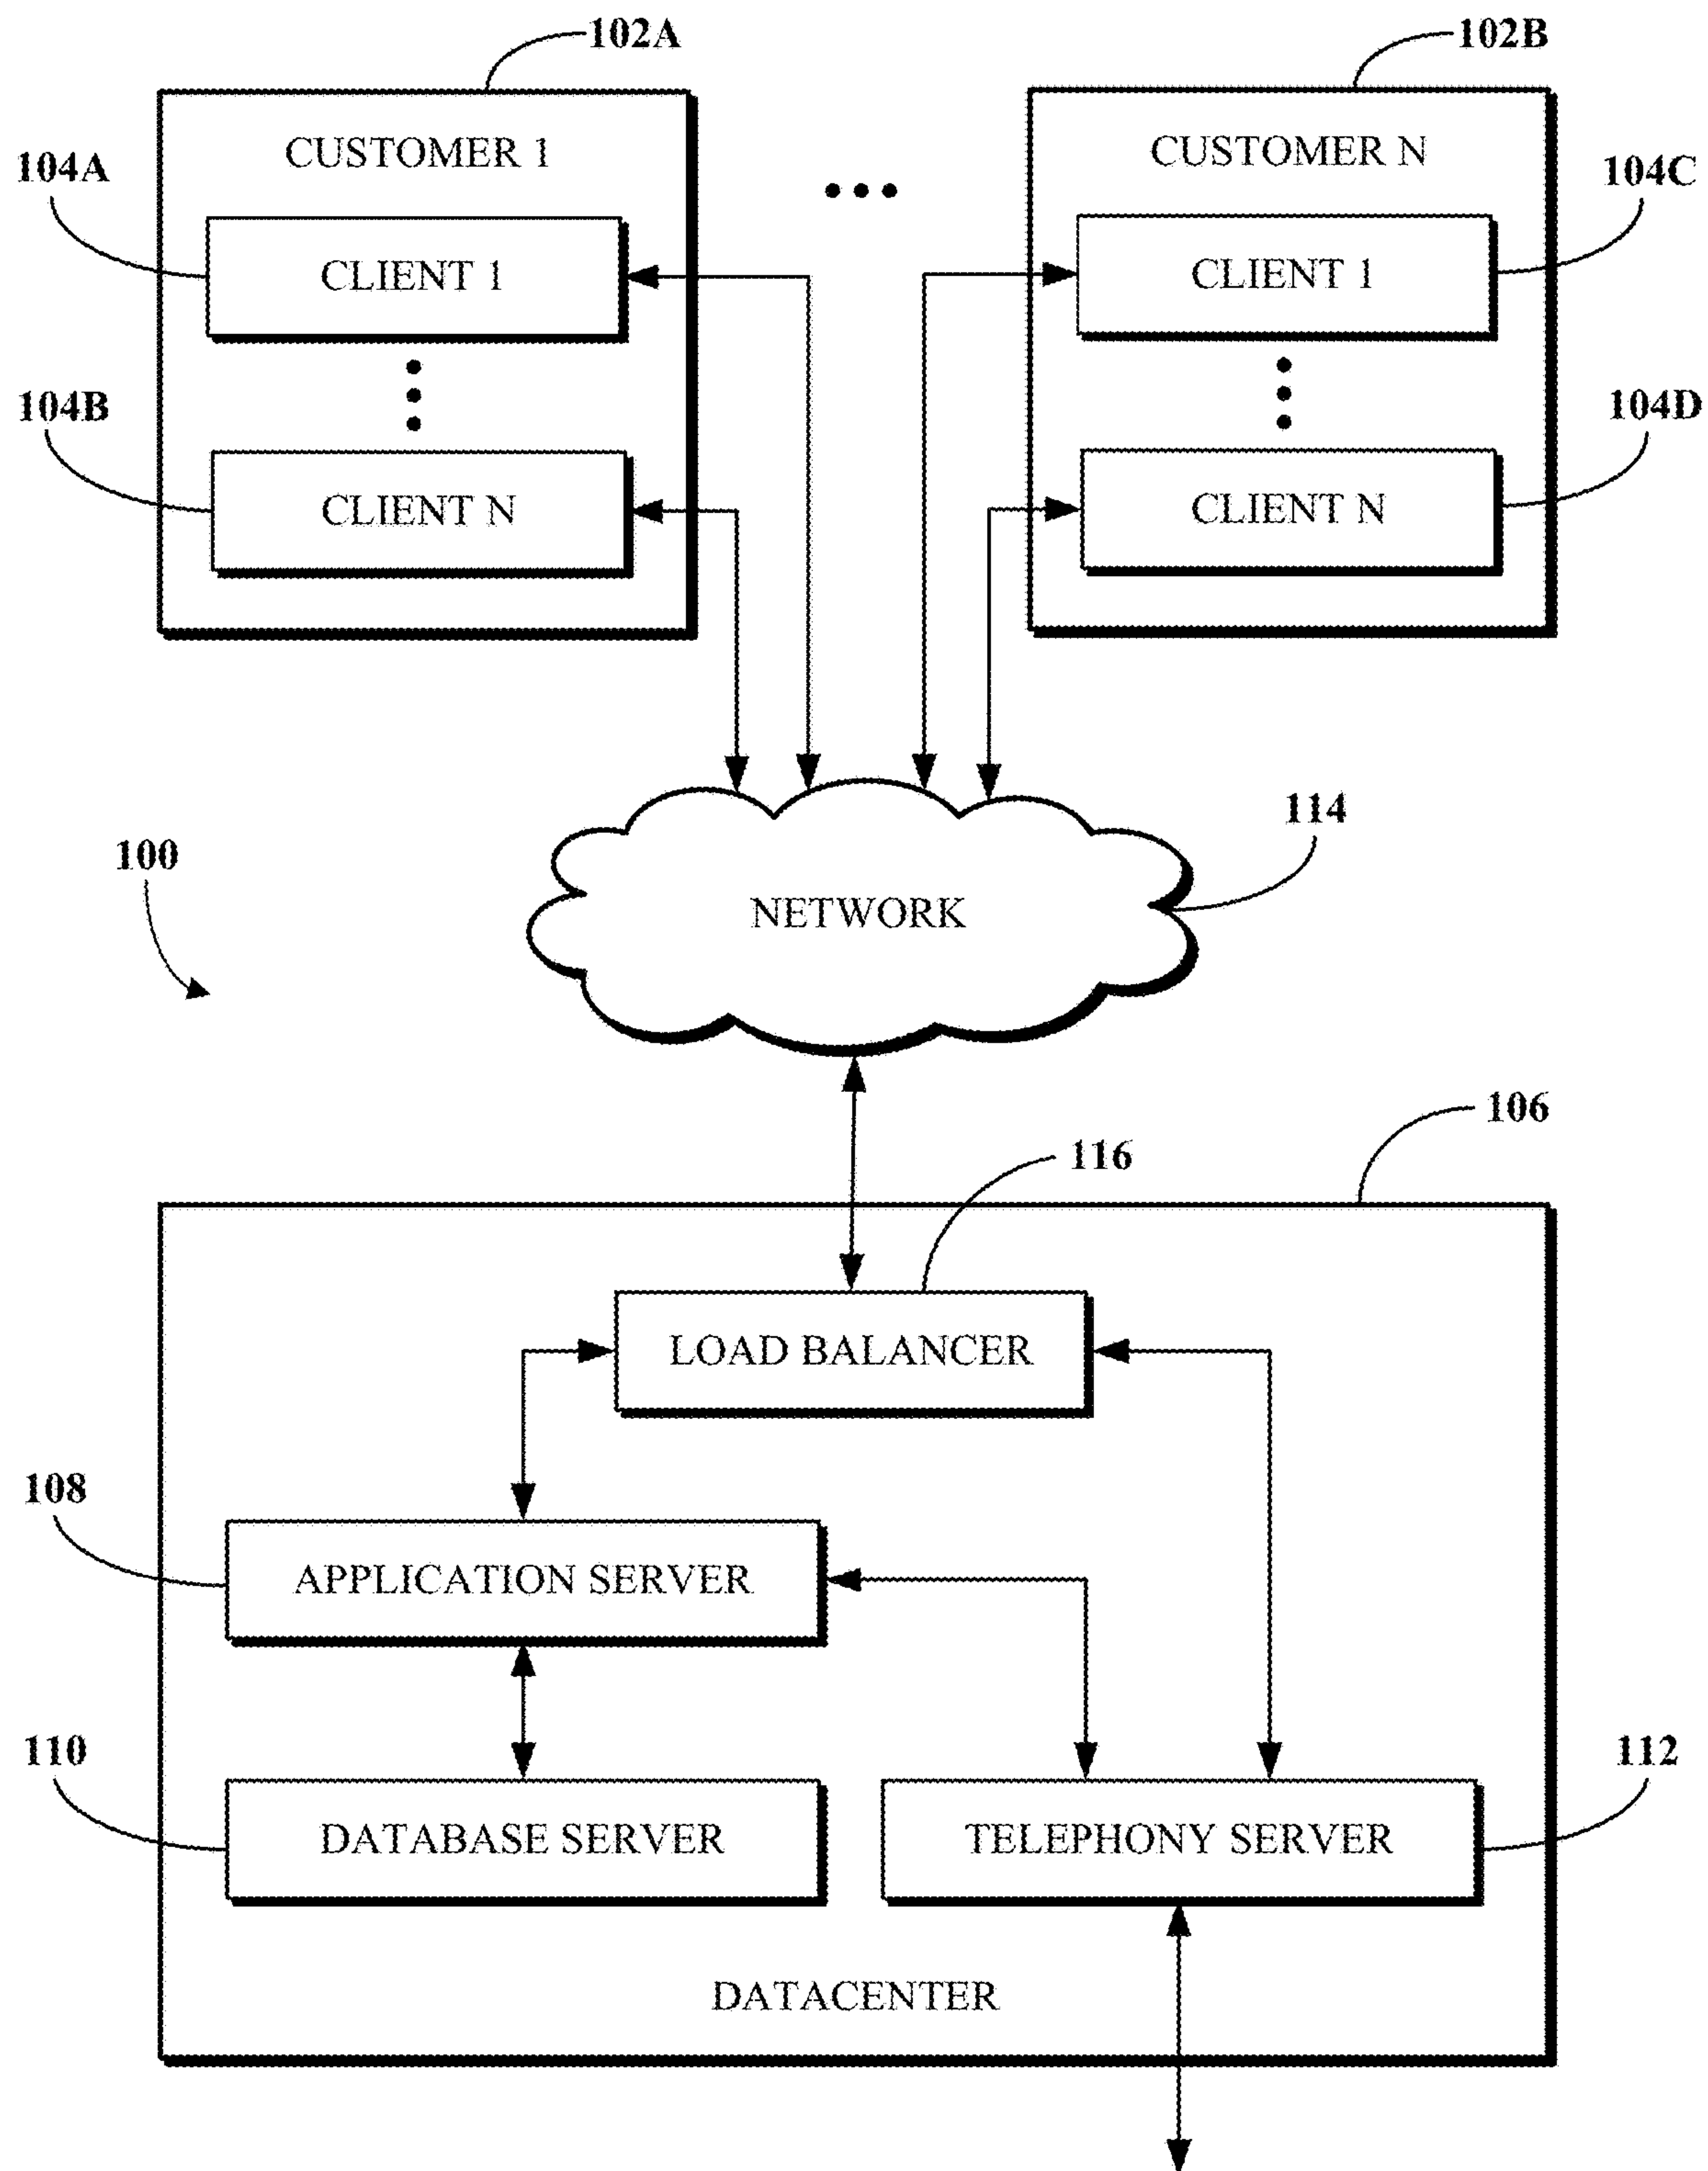 102A
102B
CUSTOMER 1
CUSTOMER N
104A
104C
CLIENT 1
CLIENT 1
104B
104D
CLIENT N
CLIENT N
114
100
NETWORK
106
116
LOAD BALANCER
108
APPLICATION SERVER
110
112
DATABASE SERVER
TELEPHONY SERVER
DATACENTER